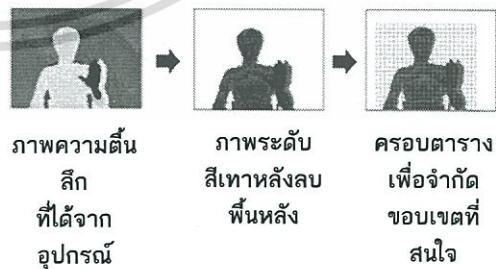 ภาพความตื้น
ลึก
ที่ได้จาก
อุปกรณ์
ภาพระดับ
สีเทาหลังลบ
พื้นหลัง
ครอบตาราง
เพื่อจำกัด
ขอบเขตที่
สนใจ